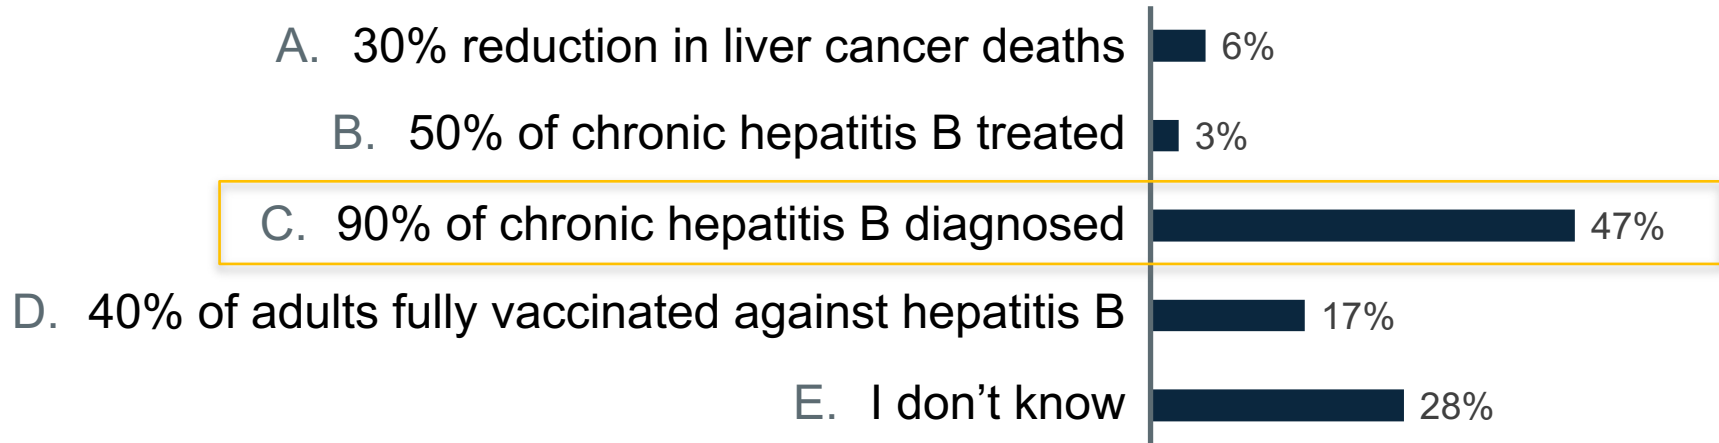 A. 30% reduction in liver cancer deaths 6%
B. 50% of chronic hepatitis B treated 3%
C. 90% of chronic hepatitis B diagnosed 47%
D. 40% of adults fully vaccinated against hepatitis B 17%
E. I don’t know 28%